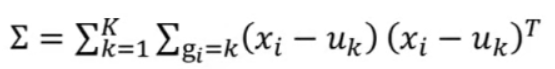 Σ = ∑_{k=1}^{K} ∑_{g_i=k} (x_i − u_k) (x_i − u_k)^T